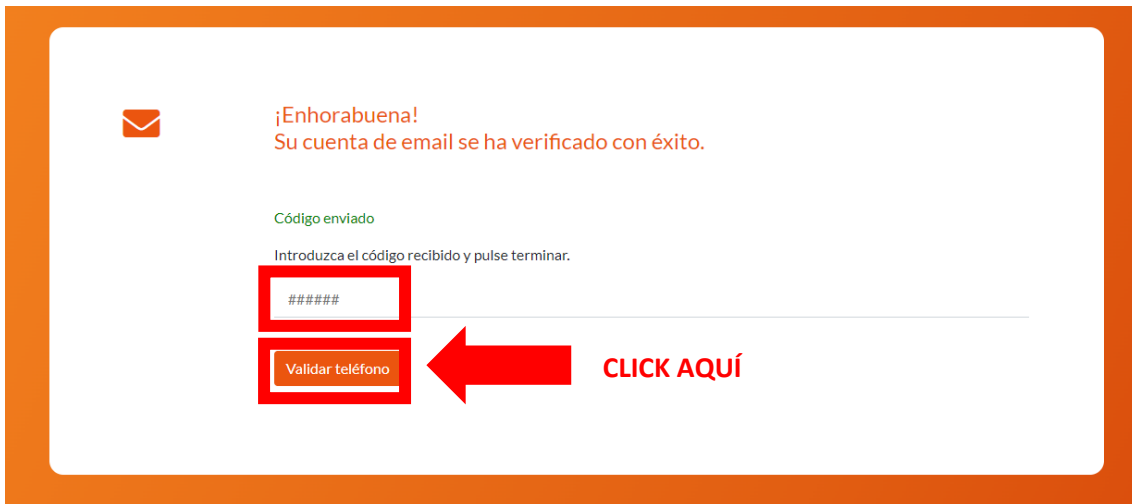 ¡Enhorabuena!
Su cuenta de email se ha verificado con éxito.
Código enviado
Introduzca el código recibido y pulse terminar.
######
Validar teléfono
CLICK AQUÍ